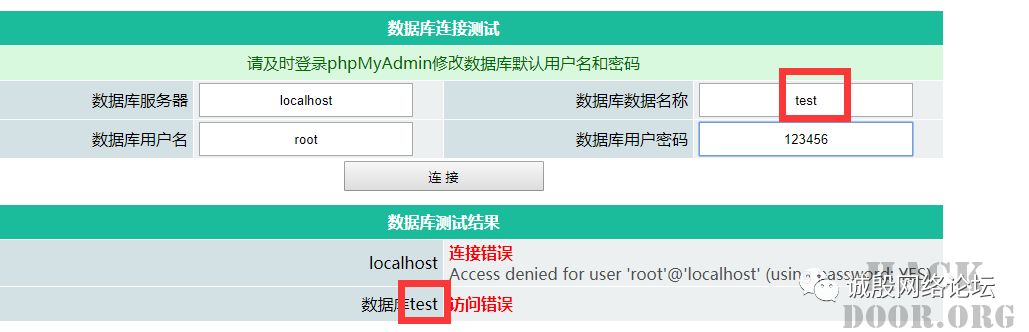 数据库连接测试
请及时登录phpMyAdmin修改数据库默认用户名和密码
数据库服务器 localhost 数据库数据名称 test
数据库用户名 root 数据库用户密码 123456
连 接
数据库测试结果
localhost 连接错误
Access denied for user 'root'@'localhost' (using password: YES)
数据库test 访问错误
诚殷网络论坛
HACK
DOOR.ORG